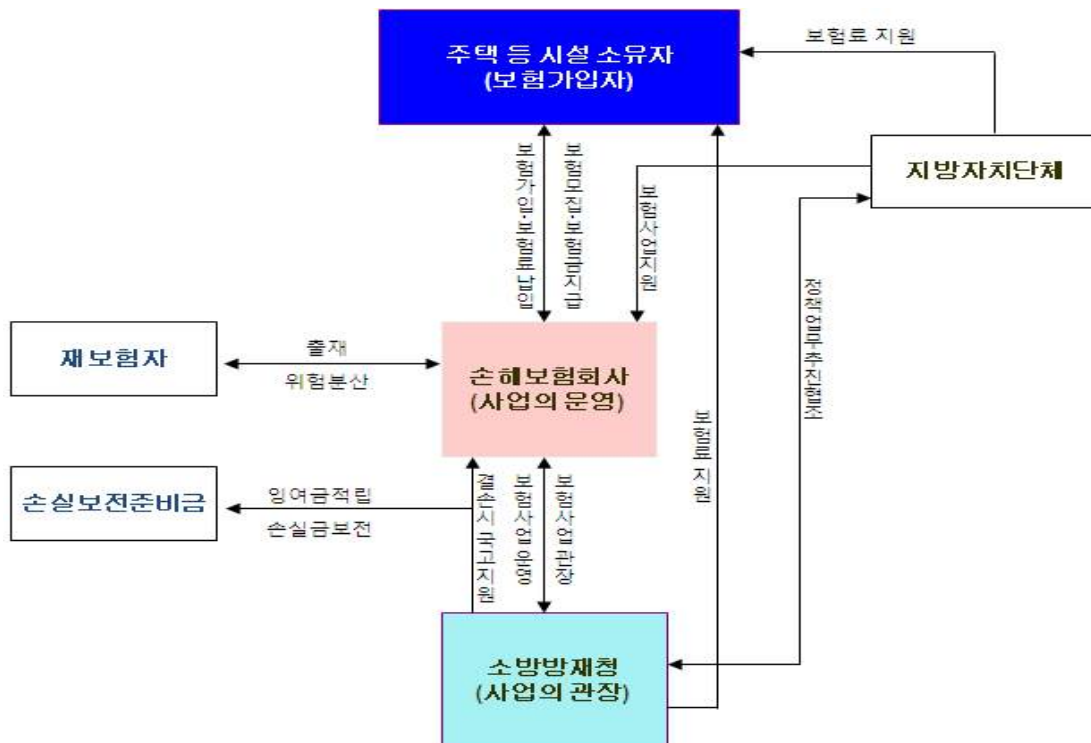 보험료 지원
주택 등 시설 소유자
(보험가입자)
지방자치단체
보험가입·보험료납입
보험모집·보험금지급
보험사업지원
정책업무추진협조
재보험자
출재
위험분산
손해보험회사
(사업의 운영)
보험료 지원
손실보전준비금
잉여금적립
손실금보전
결손시 국고지원
보험사업 운영
보험사업 관장
소방방재청
(사업의 관장)